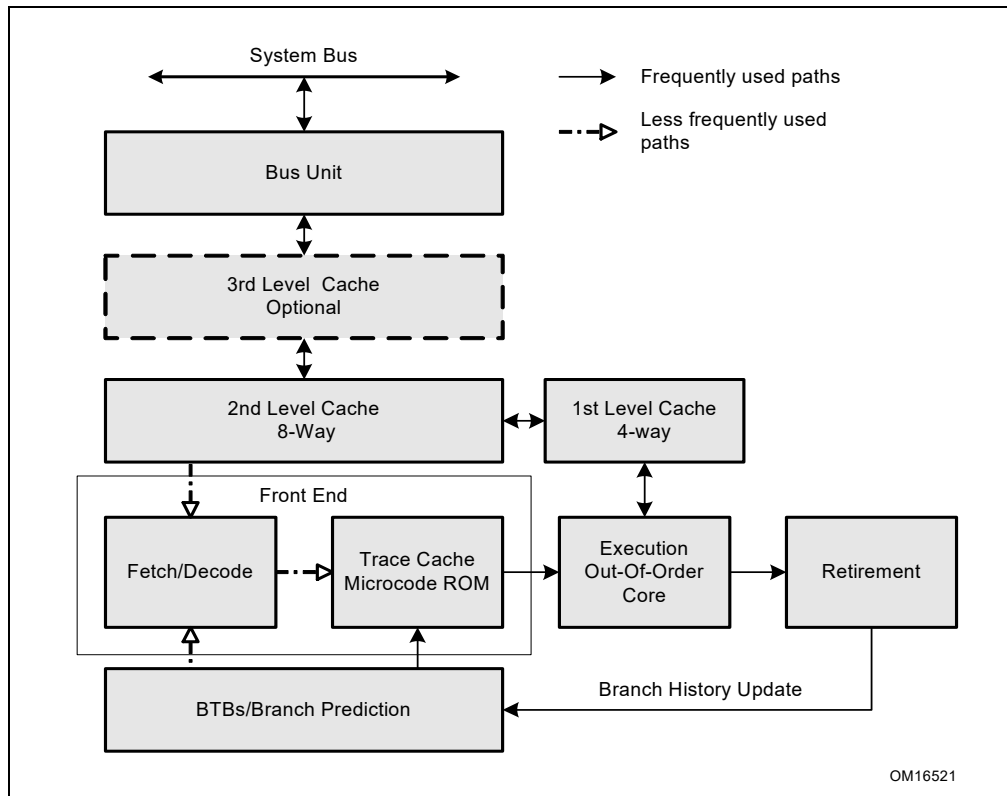 System Bus
Frequently used paths
Less frequently used
paths
Bus Unit
3rd Level Cache
Optional
2nd Level Cache
8-Way
1st Level Cache
4-way
Front End
Fetch/Decode
Trace Cache
Microcode ROM
Execution
Out-Of-Order
Core
Retirement
BTBs/Branch Prediction
Branch History Update
OM16521